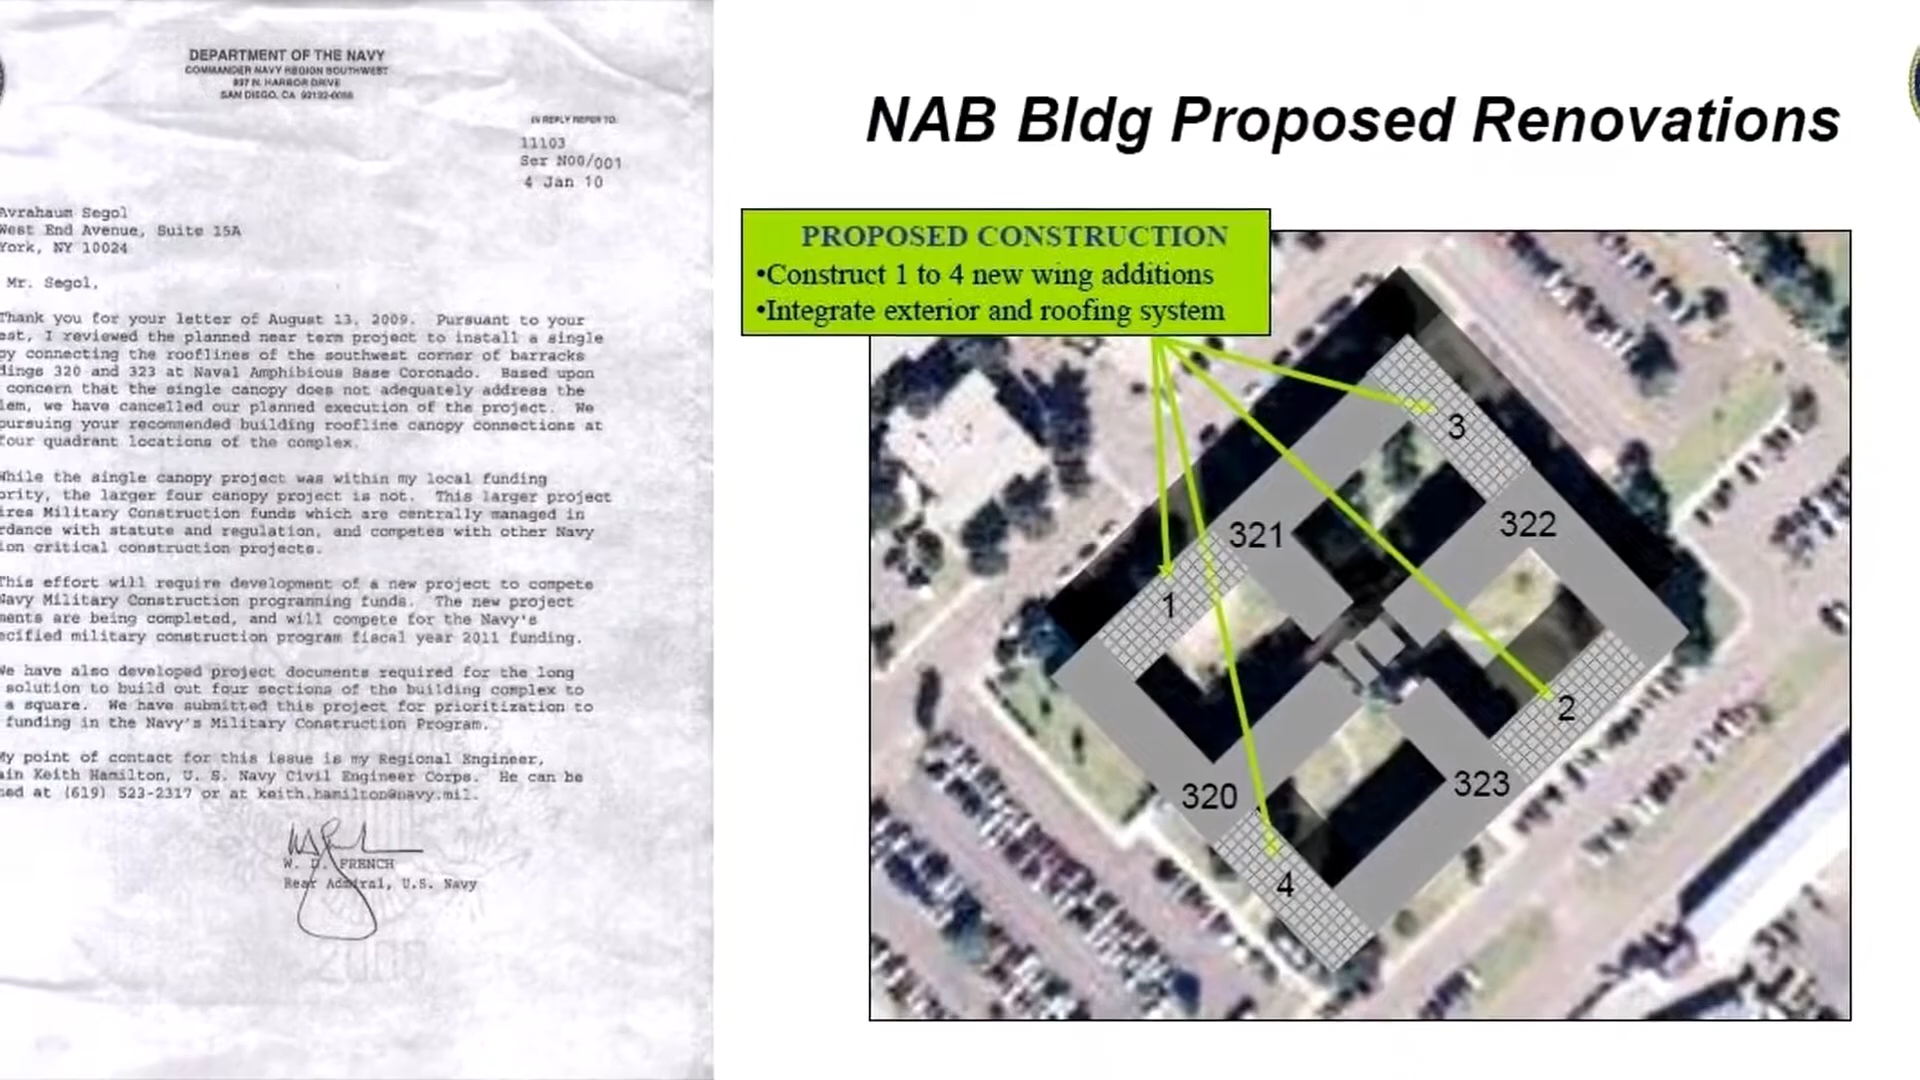 DEPARTMENT OF THE NAVY
COMMANDER NAVY REGION SOUTHWEST
937 N. HARBOR DRIVE
SAN DIEGO, CA 92132-0058
IN REPLY REFER TO:
11103
Ser N00/001
4 Jan 10
Avrahaum Segol
West End Avenue, Suite 15A
York, NY 10024
Mr. Segol,
Thank you for your letter of August 13, 2009. Pursuant to your
est, I reviewed the planned near term project to install a single
py connecting the rooflines of the southwest corner of barracks
dings 320 and 323 at Naval Amphibious Base Coronado. Based upon
concern that the single canopy does not adequately address the
lem, we have cancelled our planned execution of the project. We
pursuing your recommended building roofline canopy connections at
four quadrant locations of the complex.
While the single canopy project was within my local funding
ority, the larger four canopy project is not. This larger project
ires Military Construction funds which are centrally managed in
rdance with statute and regulation, and competes with other Navy
ion critical construction projects.
This effort will require development of a new project to compete
Navy Military Construction programming funds. The new project
ments are being completed, and will compete for the Navy's
ecified military construction program fiscal year 2011 funding.
We have also developed project documents required for the long
solution to build out four sections of the building complex to
a square. We have submitted this project for prioritization to
funding in the Navy's Military Construction Program.
My point of contact for this issue is my Regional Engineer,
ain Keith Hamilton, U. S. Navy Civil Engineer Corps. He can be
hed at (619) 523-2317 or at keith.hamilton@navy.mil.
W. D. FRENCH
Rear Admiral, U.S. Navy
NAB Bldg Proposed Renovations
PROPOSED CONSTRUCTION
•Construct 1 to 4 new wing additions
•Integrate exterior and roofing system
3
321
322
1
2
320
323
4